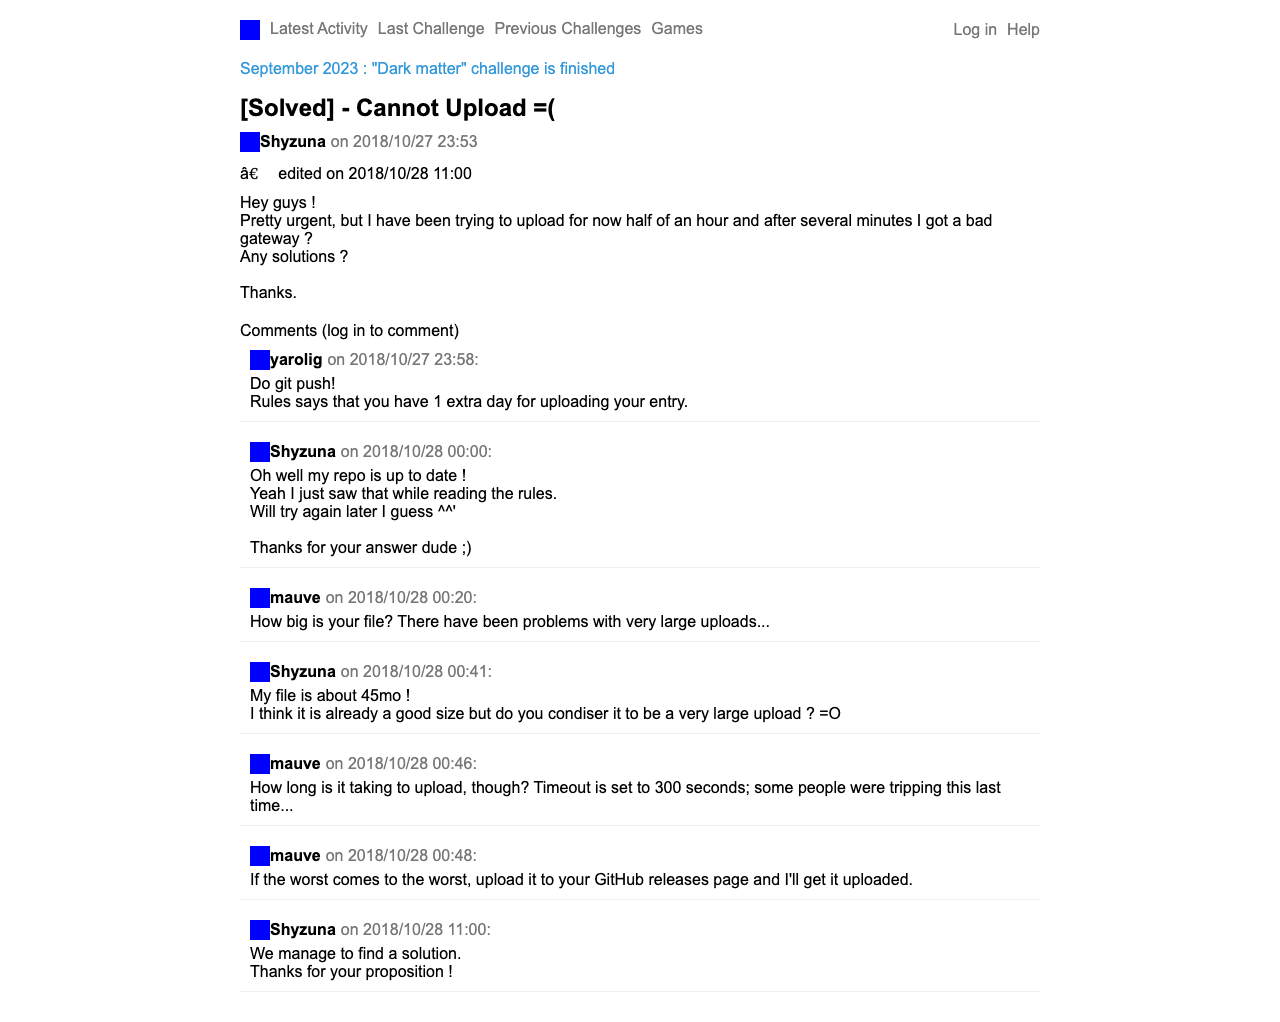 Latest Activity Last Challenge Previous Challenges Games Log in Help
September 2023 : "Dark matter" challenge is finished
[Solved] - Cannot Upload =(
Shyzuna on 2018/10/27 23:53
â€ edited on 2018/10/28 11:00
Hey guys !
Pretty urgent, but I have been trying to upload for now half of an hour and after several minutes I got a bad
gateway ?
Any solutions ?
Thanks.
Comments (log in to comment)
yarolig on 2018/10/27 23:58:
Do git push!
Rules says that you have 1 extra day for uploading your entry.
Shyzuna on 2018/10/28 00:00:
Oh well my repo is up to date !
Yeah I just saw that while reading the rules.
Will try again later I guess ^^'
Thanks for your answer dude ;)
mauve on 2018/10/28 00:20:
How big is your file? There have been problems with very large uploads...
Shyzuna on 2018/10/28 00:41:
My file is about 45mo !
I think it is already a good size but do you condiser it to be a very large upload ? =O
mauve on 2018/10/28 00:46:
How long is it taking to upload, though? Timeout is set to 300 seconds; some people were tripping this last
time...
mauve on 2018/10/28 00:48:
If the worst comes to the worst, upload it to your GitHub releases page and I'll get it uploaded.
Shyzuna on 2018/10/28 11:00:
We manage to find a solution.
Thanks for your proposition !